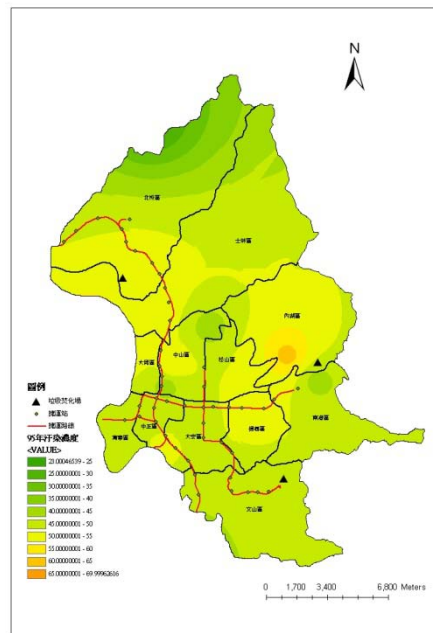 N
北投區
士林區
內湖區
大同區
中山區
松山區
萬華區
中正區
大安區
信義區
南港區
文山區
圖例
垃圾焚化場
捷運站
捷運路線
95年汙染濃度
<VALUE>
23.00046539 - 25
25.00000001 - 30
30.00000001 - 35
35.00000001 - 40
40.00000001 - 45
45.00000001 - 50
50.00000001 - 55
55.00000001 - 60
60.00000001 - 65
65.00000001 - 69.99962616
0 1,700 3,400 6,800 Meters